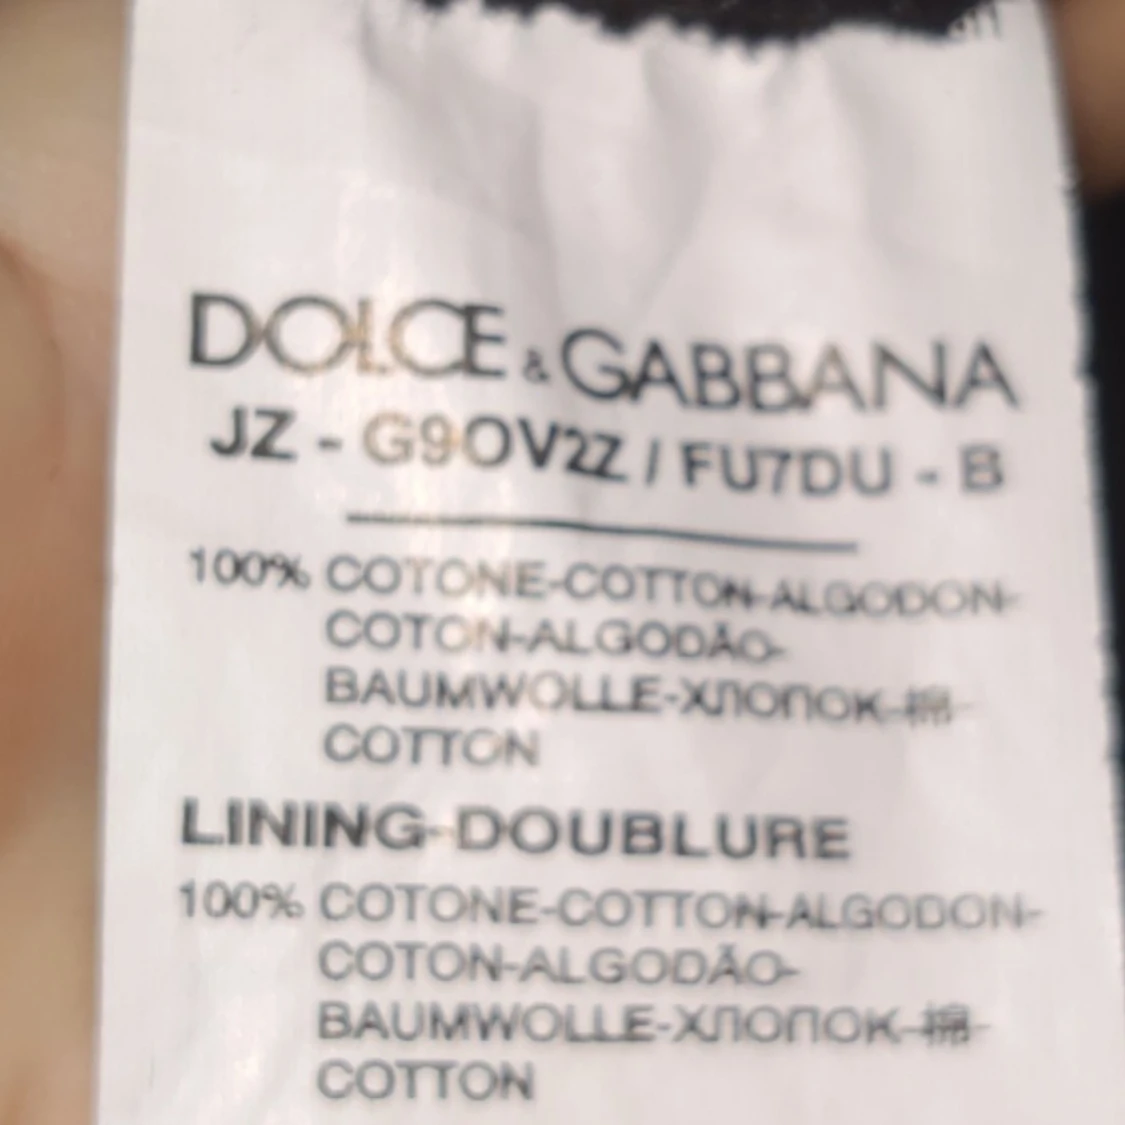 DOLCE & GABBANA
JZ - G9OV2Z / FU7DU - B
100% COTONE-COTTON-ALGODON-
COTON-ALGODÃO-
BAUMWOLLE-ХЛОПОК-棉-
COTTON
LINING-DOUBLURE
100% COTONE-COTTON-ALGODON-
COTON-ALGODÃO-
BAUMWOLLE-ХЛОПОК-棉-
COTTON